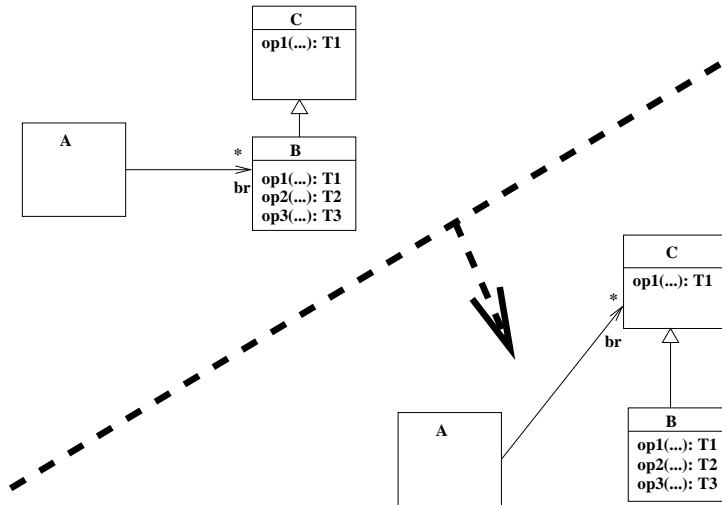 C
op1(...): T1
A
*
br
B
op1(...): T1
op2(...): T2
op3(...): T3
C
op1(...): T1
*
br
A
B
op1(...): T1
op2(...): T2
op3(...): T3